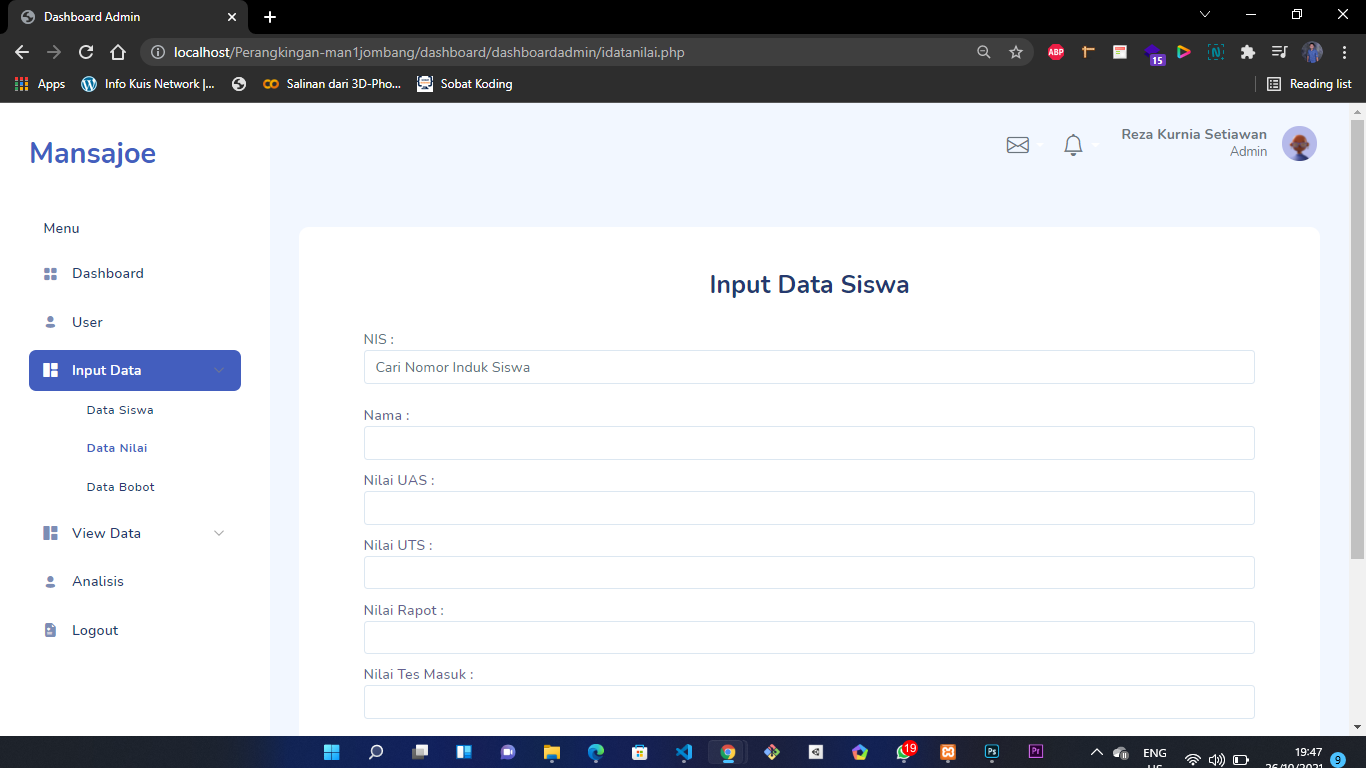 Dashboard Admin
localhost/Perangkingan-man1jombang/dashboard/dashboardadmin/idatanilai.php
ABP
15
N
Apps
Info Kuis Network |...
Salinan dari 3D-Pho...
Sobat Koding
Reading list
Mansajoe
Reza Kurnia Setiawan
Admin
Menu
Dashboard
User
Input Data
Data Siswa
Data Nilai
Data Bobot
View Data
Analisis
Logout
Input Data Siswa
NIS :
Cari Nomor Induk Siswa
Nama :
Nilai UAS :
Nilai UTS :
Nilai Rapot :
Nilai Tes Masuk :
19
Ps
Pr
ENG
19:47
26/10/2021
9